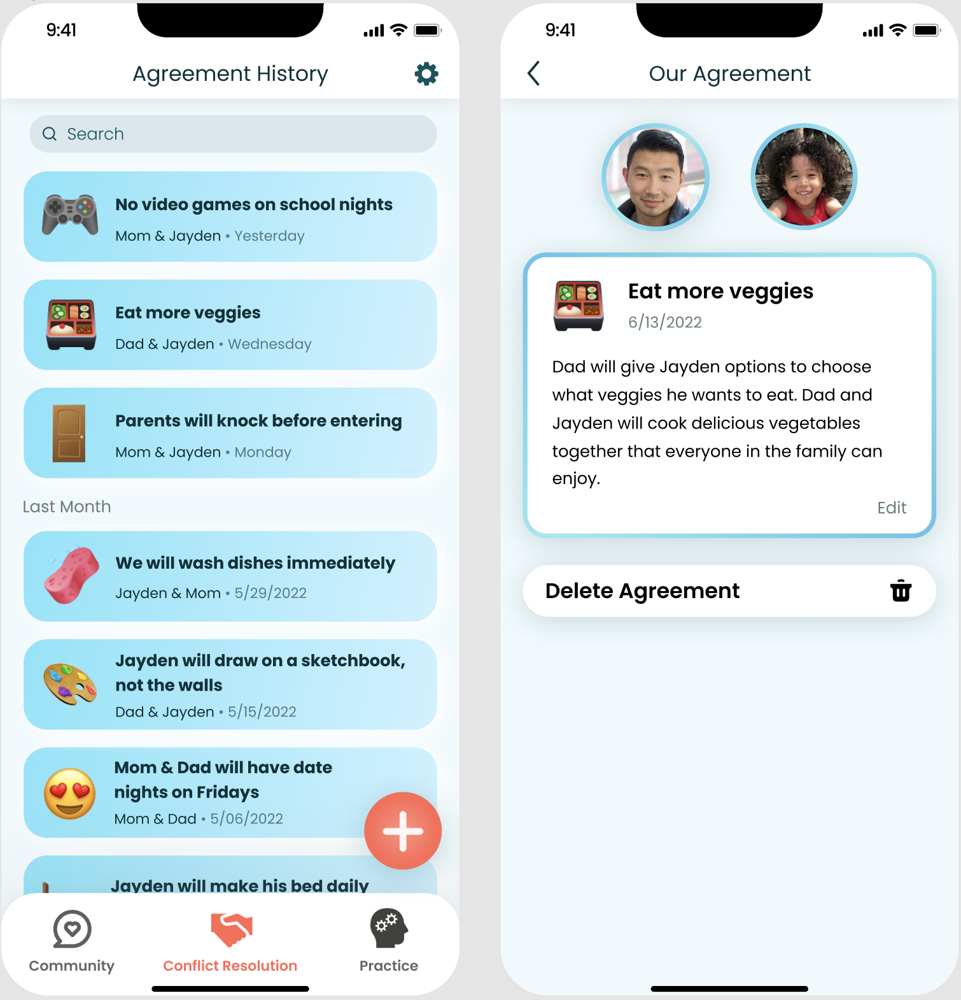 9:41
Agreement History
Search
No video games on school nights
Mom & Jayden • Yesterday
Eat more veggies
Dad & Jayden • Wednesday
Parents will knock before entering
Mom & Jayden • Monday
Last Month
We will wash dishes immediately
Jayden & Mom • 5/29/2022
Jayden will draw on a sketchbook,
not the walls
Dad & Jayden • 5/15/2022
Mom & Dad will have date
nights on Fridays
Mom & Dad • 5/06/2022
Jayden will make his bed daily
Community
Conflict Resolution
Practice
9:41
Our Agreement
Eat more veggies
6/13/2022
Dad will give Jayden options to choose
what veggies he wants to eat. Dad and
Jayden will cook delicious vegetables
together that everyone in the family can
enjoy.
Edit
Delete Agreement